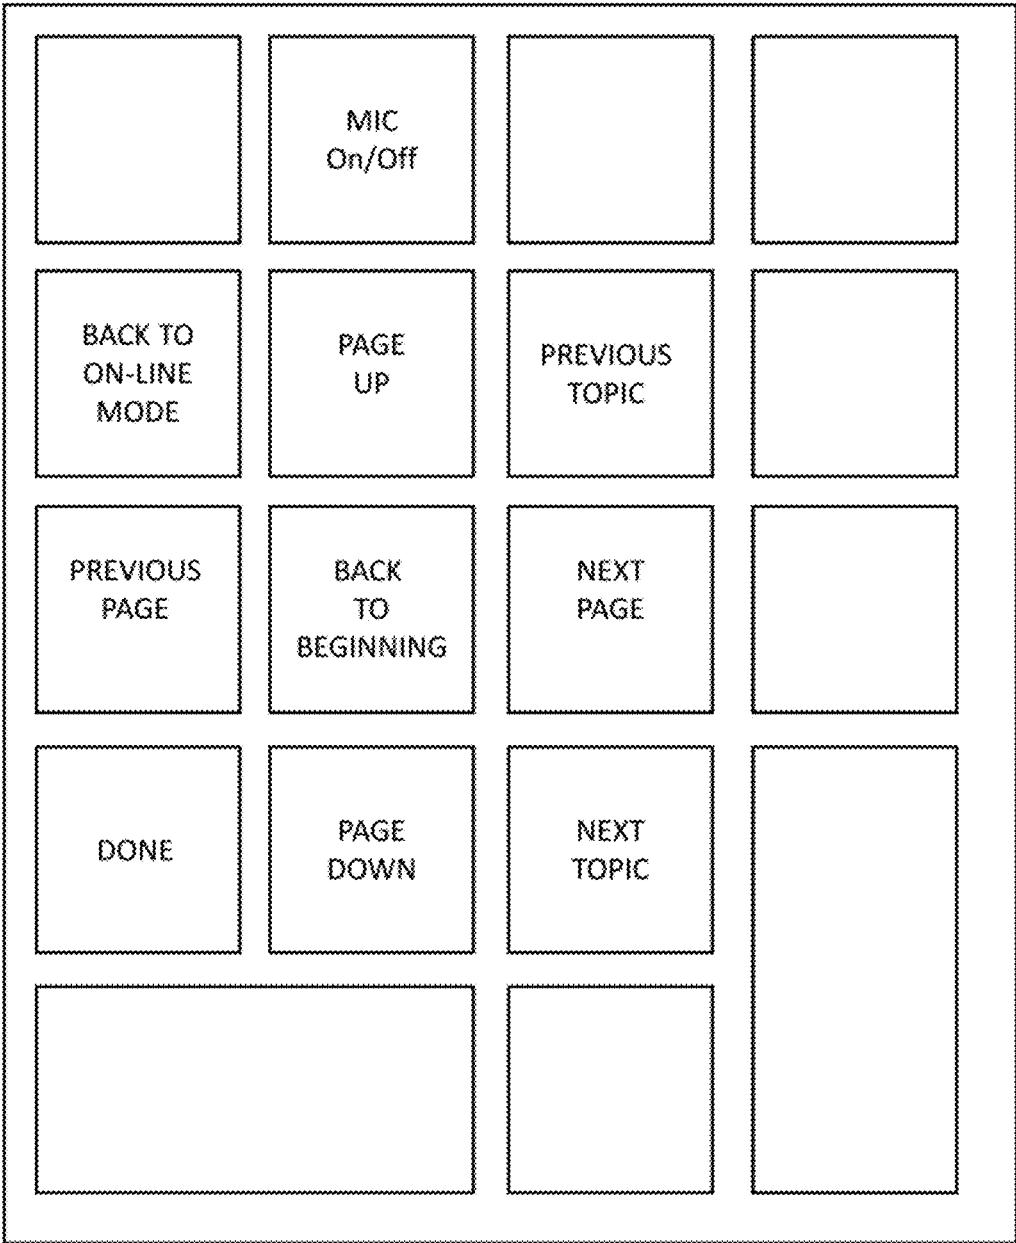 MIC
On/Off
BACK TO
ON-LINE
MODE
PAGE
UP
PREVIOUS
TOPIC
PREVIOUS
PAGE
BACK
TO
BEGINNING
NEXT
PAGE
DONE
PAGE
DOWN
NEXT
TOPIC